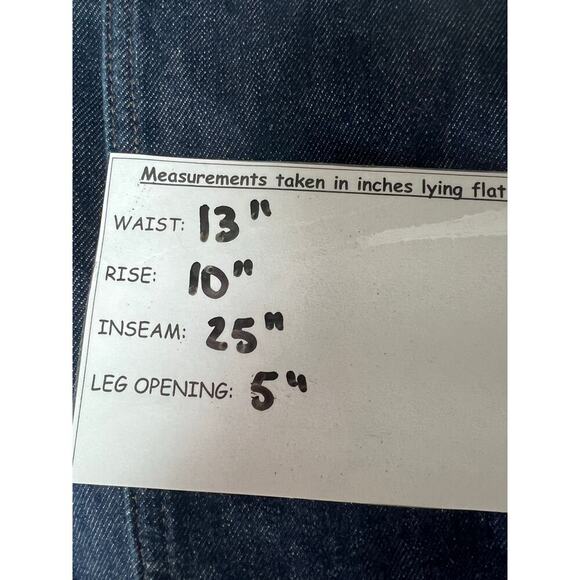 Measurements taken in inches lying flat
WAIST: 13"
RISE: 10"
INSEAM: 25"
LEG OPENING: 5"